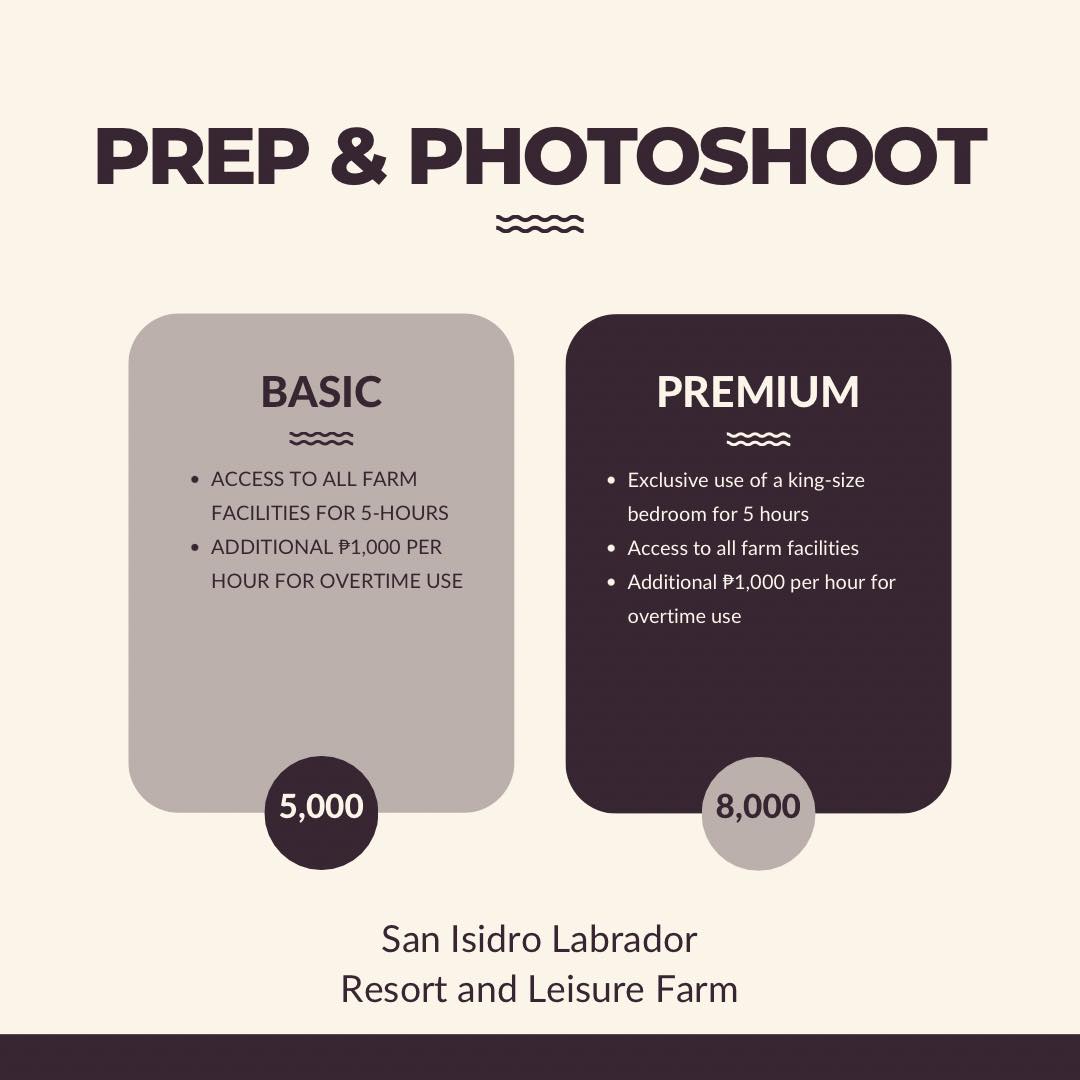 PREP & PHOTOSHOOT
BASIC
• ACCESS TO ALL FARM
FACILITIES FOR 5-HOURS
• ADDITIONAL ₱1,000 PER
HOUR FOR OVERTIME USE
5,000
PREMIUM
• Exclusive use of a king-size
bedroom for 5 hours
• Access to all farm facilities
• Additional ₱1,000 per hour for
overtime use
8,000
San Isidro Labrador
Resort and Leisure Farm